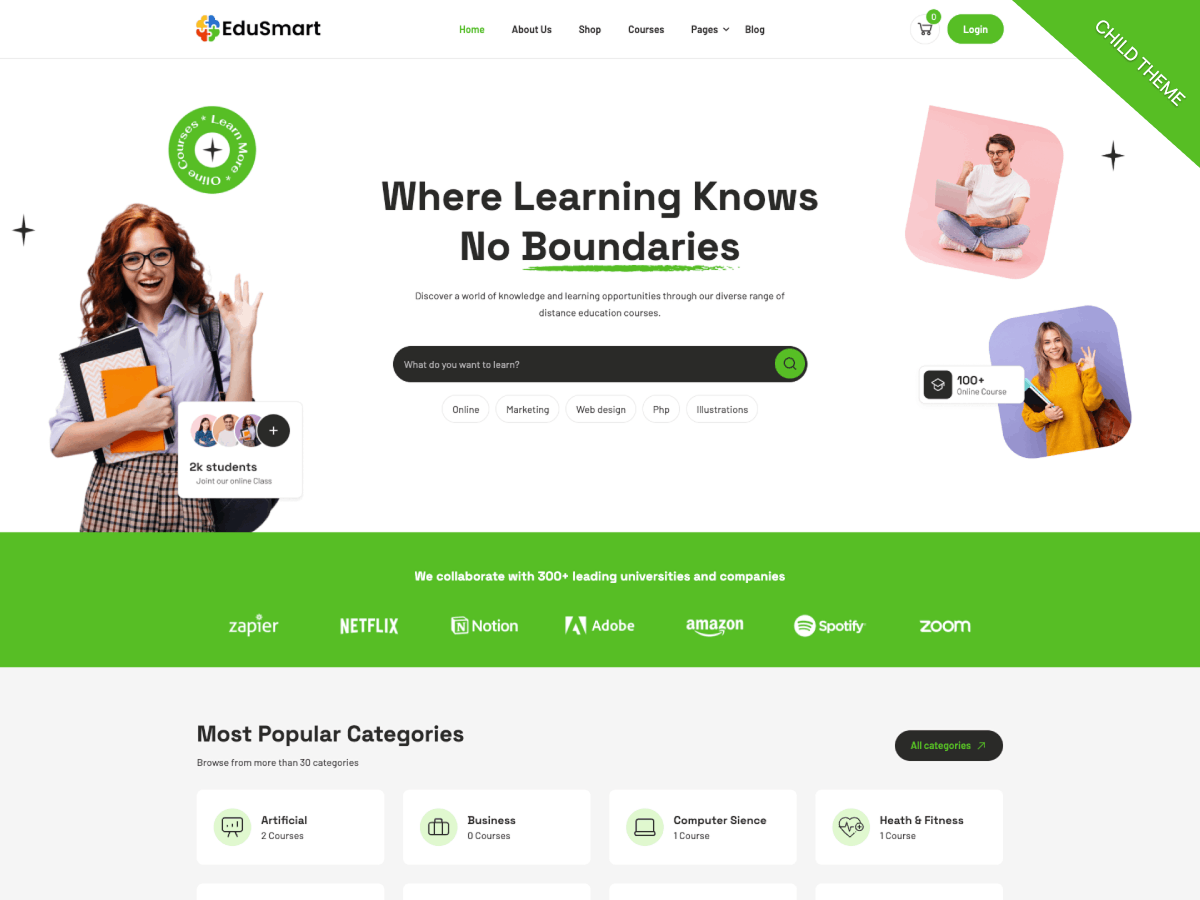 EduSmart
Home
About Us
Shop
Courses
Pages
Blog
0
Login
CHILD THEME
* Learn More * Oline Courses
Where Learning Knows
No Boundaries
Discover a world of knowledge and learning opportunities through our diverse range of
distance education courses.
What do you want to learn?
Online
Marketing
Web design
Php
Illustrations
2k students
Joint our online Class
100+
Online Course
We collaborate with 300+ leading universities and companies
zapier
NETFLIX
Notion
Adobe
amazon
Spotify
zoom
Most Popular Categories
Browse from more than 30 categories
All categories
Artificial
2 Courses
Business
0 Courses
Computer Sience
1 Course
Heath & Fitness
1 Course